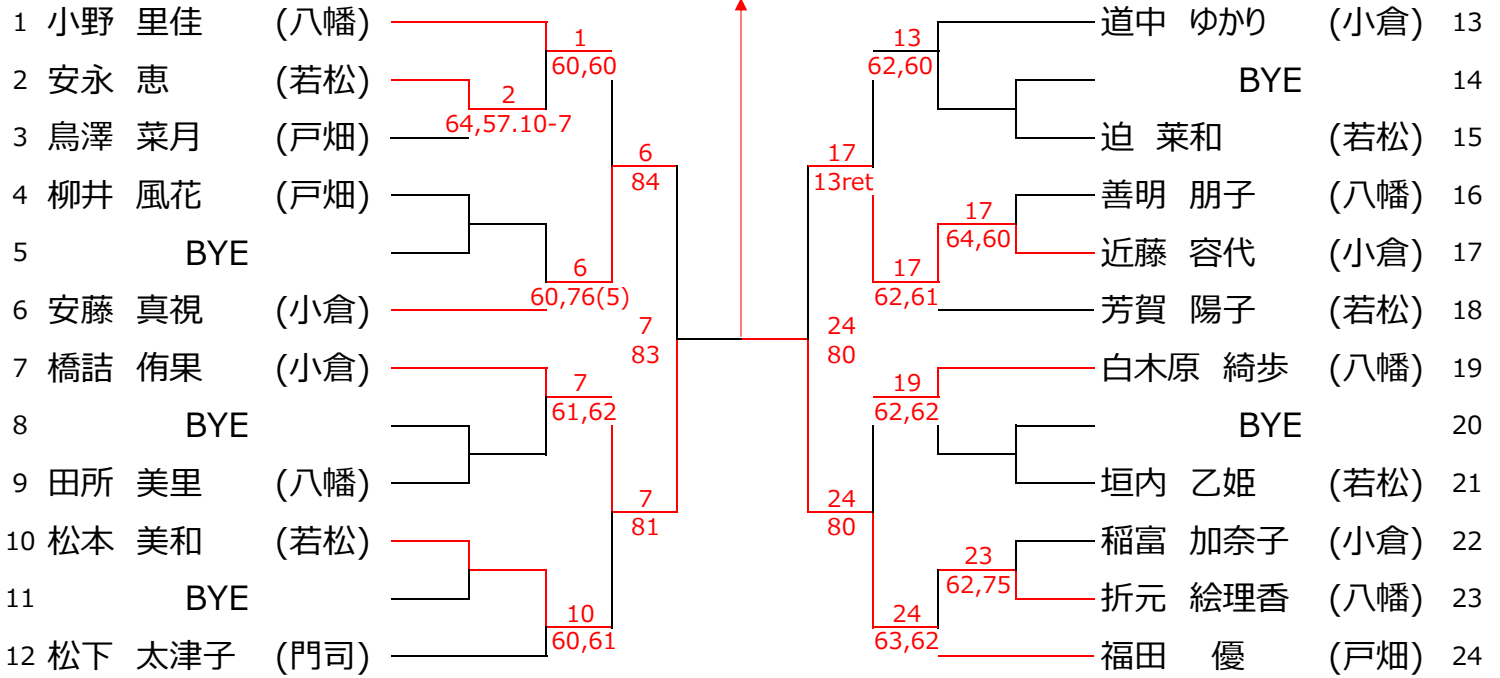 1 小野 里佳 (八幡)
2 安永 恵 (若松)
3 鳥澤 菜月 (戸畑)
4 柳井 風花 (戸畑)
5 BYE
6 安藤 真視 (小倉)
7 橋詰 侑果 (小倉)
8 BYE
9 田所 美里 (八幡)
10 松本 美和 (若松)
11 BYE
12 松下 太津子 (門司)
1
60,60
2
64,57.10-7
6
84
6
60,76(5)
7
83
7
61,62
7
81
10
60,61
13
62,60
17
13ret
17
64,60
17
62,61
24
80
19
62,62
24
80
23
62,75
24
63,62
道中 ゆかり (小倉) 13
BYE 14
迫 莱和 (若松) 15
善明 朋子 (八幡) 16
近藤 容代 (小倉) 17
芳賀 陽子 (若松) 18
白木原 綺歩 (八幡) 19
BYE 20
垣内 乙姫 (若松) 21
稲富 加奈子 (小倉) 22
折元 絵理香 (八幡) 23
福田 優 (戸畑) 24